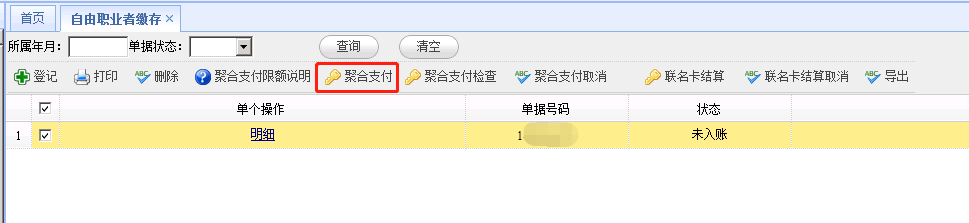 首页 自由职业者缴存
所属年月： 单据状态： 查询 清空
登记 打印 删除 聚合支付限额说明 聚合支付 聚合支付检查 聚合支付取消 联名卡结算 联名卡结算取消 导出
单个操作 单据号码 状态
1 明细 1 未入账